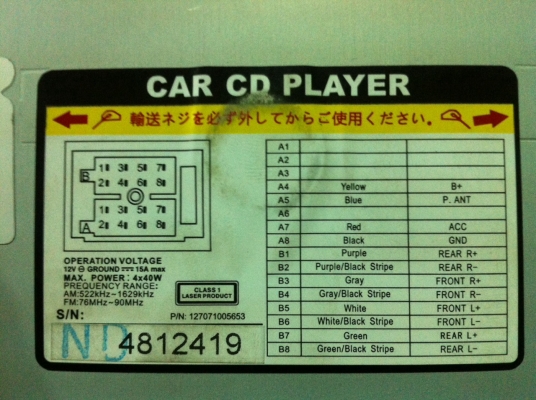 CAR CD PLAYER
輸送ネジを必ず外してからご使用ください。
B 1 3 5 7
2 4 6 8
1 3 5 7
A 2 4 6 8
OPERATION VOLTAGE
12V ⊖ GROUND ⎓ 15A max
MAX. POWER: 4x40W
FREQUENCY RANGE:
AM:522kHz~1629kHz
FM:76MHz~90MHz
CLASS 1
LASER PRODUCT
S/N:
P/N: 127071005653
ND 4812419
A1
A2
A3
A4 Yellow B+
A5 Blue P. ANT
A6
A7 Red ACC
A8 Black GND
B1 Purple REAR R+
B2 Purple/Black Stripe REAR R-
B3 Gray FRONT R+
B4 Gray/Black Stripe FRONT R-
B5 White FRONT L+
B6 White/Black Stripe FRONT L-
B7 Green REAR L+
B8 Green/Black Stripe REAR L-